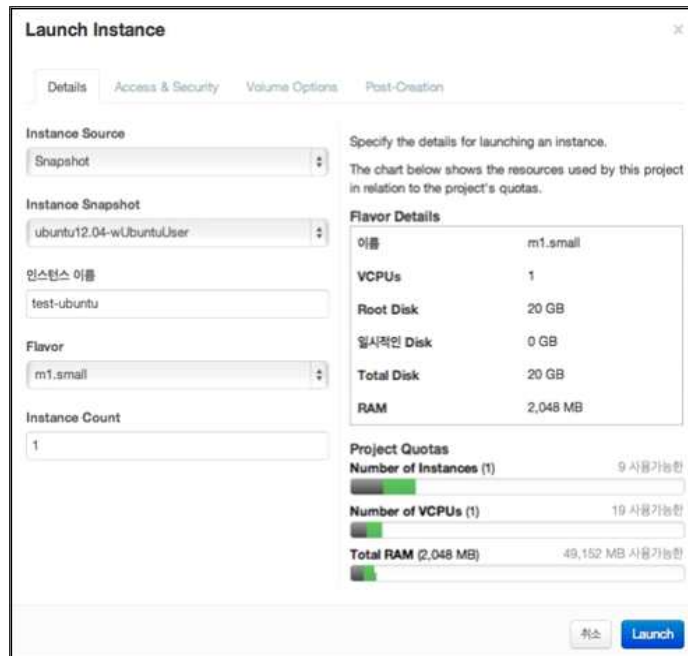 Launch Instance
×
Details Access & Security Volume Options Post-Creation
Instance Source
Snapshot
Instance Snapshot
ubuntu12.04-wUbuntuUser
인스턴스 이름
test-ubuntu
Flavor
m1.small
Instance Count
1
Specify the details for launching an instance.
The chart below shows the resources used by this project
in relation to the project's quotas.
Flavor Details
이름 m1.small
VCPUs 1
Root Disk 20 GB
일시적인 Disk 0 GB
Total Disk 20 GB
RAM 2,048 MB
Project Quotas
Number of Instances (1) 9 사용가능한
Number of VCPUs (1) 19 사용가능한
Total RAM (2,048 MB) 49,152 MB 사용가능한
취소 Launch